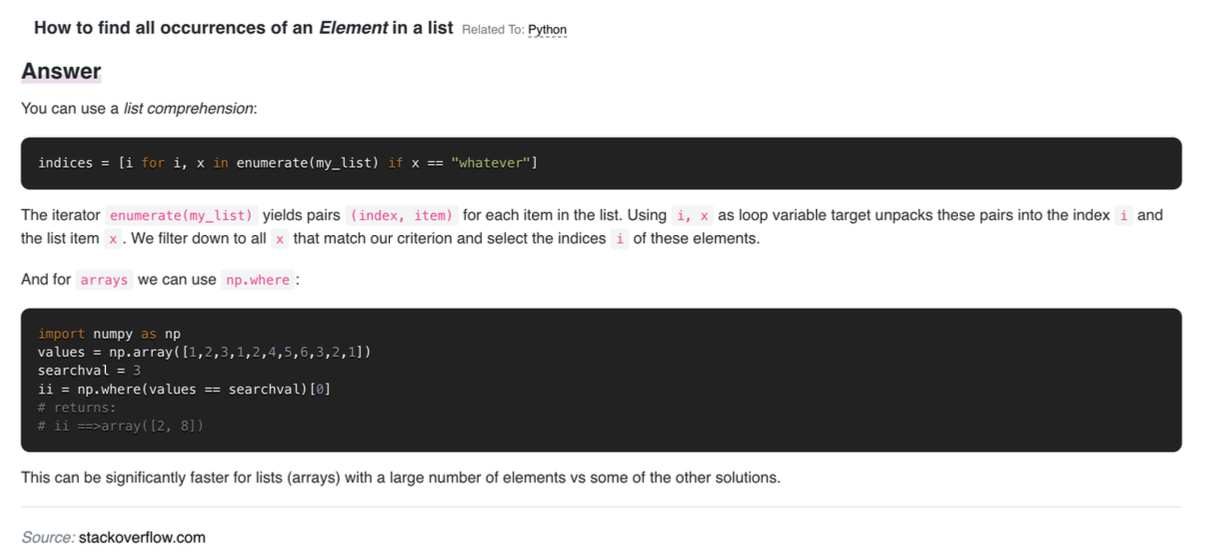 How to find all occurrences of an Element in a list Related To: Python
Answer
You can use a list comprehension:
indices = [i for i, x in enumerate(my_list) if x == "whatever"]
The iterator enumerate(my_list) yields pairs (index, item) for each item in the list. Using i, x as loop variable target unpacks these pairs into the index i and
the list item x . We filter down to all x that match our criterion and select the indices i of these elements.
And for arrays we can use np.where :
import numpy as np
values = np.array([1,2,3,1,2,4,5,6,3,2,1])
searchval = 3
ii = np.where(values == searchval)[0]
# returns:
# ii ==>array([2, 8])
This can be significantly faster for lists (arrays) with a large number of elements vs some of the other solutions.
Source: stackoverflow.com